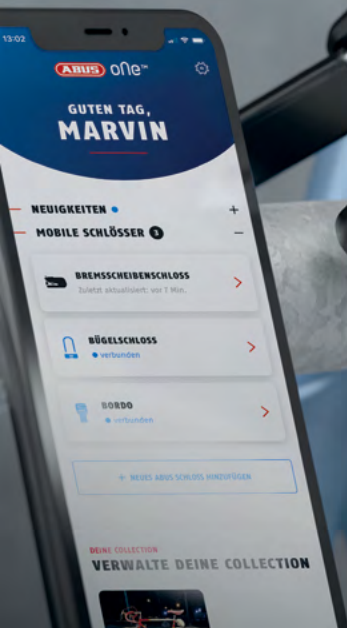 13:02
ABUS one™
GUTEN TAG,
MARVIN
NEUIGKEITEN
+
MOBILE SCHLÖSSER 3
−
BREMSSCHEIBENSCHLOSS
Zuletzt aktualisiert: vor 7 Min.
BÜGELSCHLOSS
verbunden
BORDO
verbunden
+ NEUES ABUS SCHLOSS HINZUFÜGEN
DEINE COLLECTION
VERWALTE DEINE COLLECTION